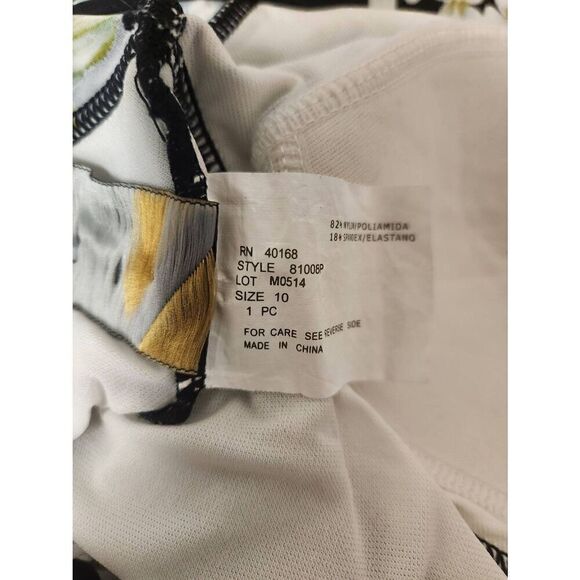 82% NYLON/POLIAMIDA
18% SPANDEX/ELASTANO
RN 40168
STYLE 81006P
LOT M0514
SIZE 10
1 PC
FOR CARE SEE REVERSE SIDE
MADE IN CHINA